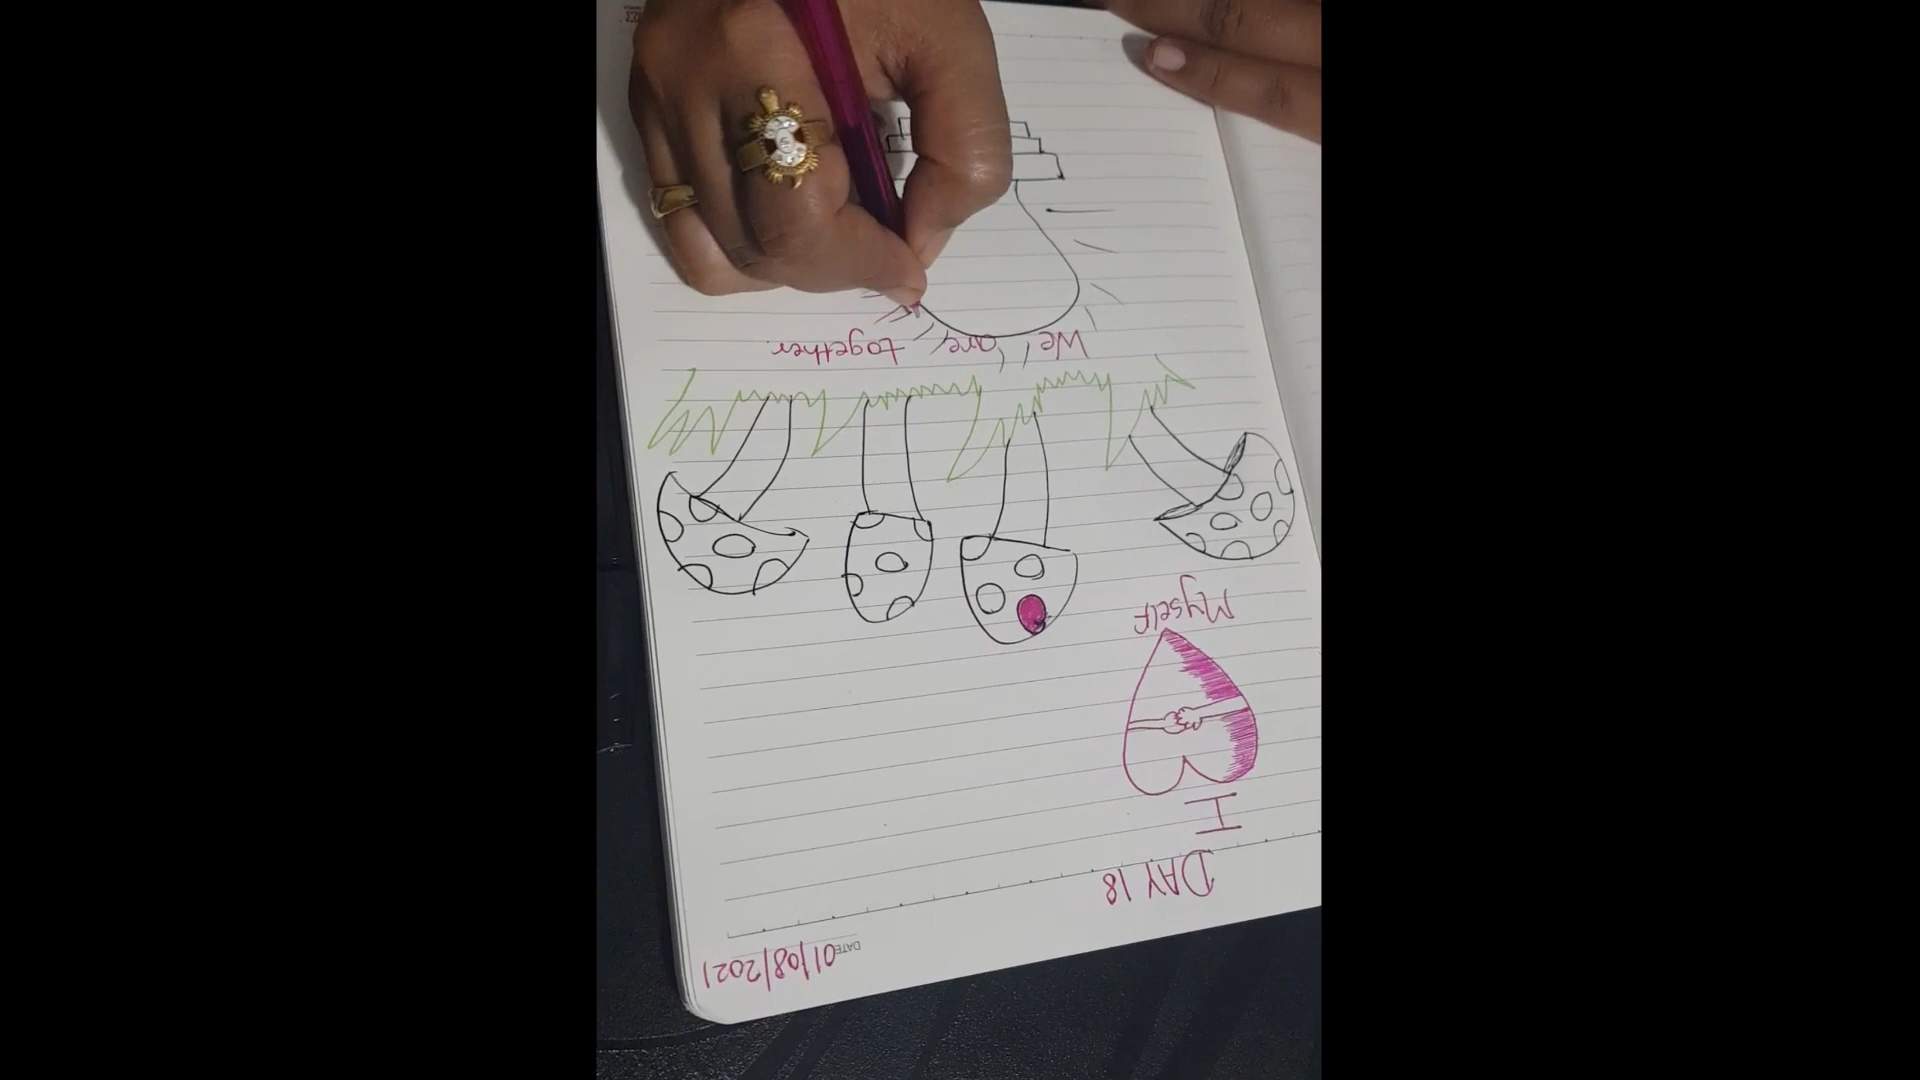 DATE 01/08/2021
DAY 18
I
Myself
We are together.